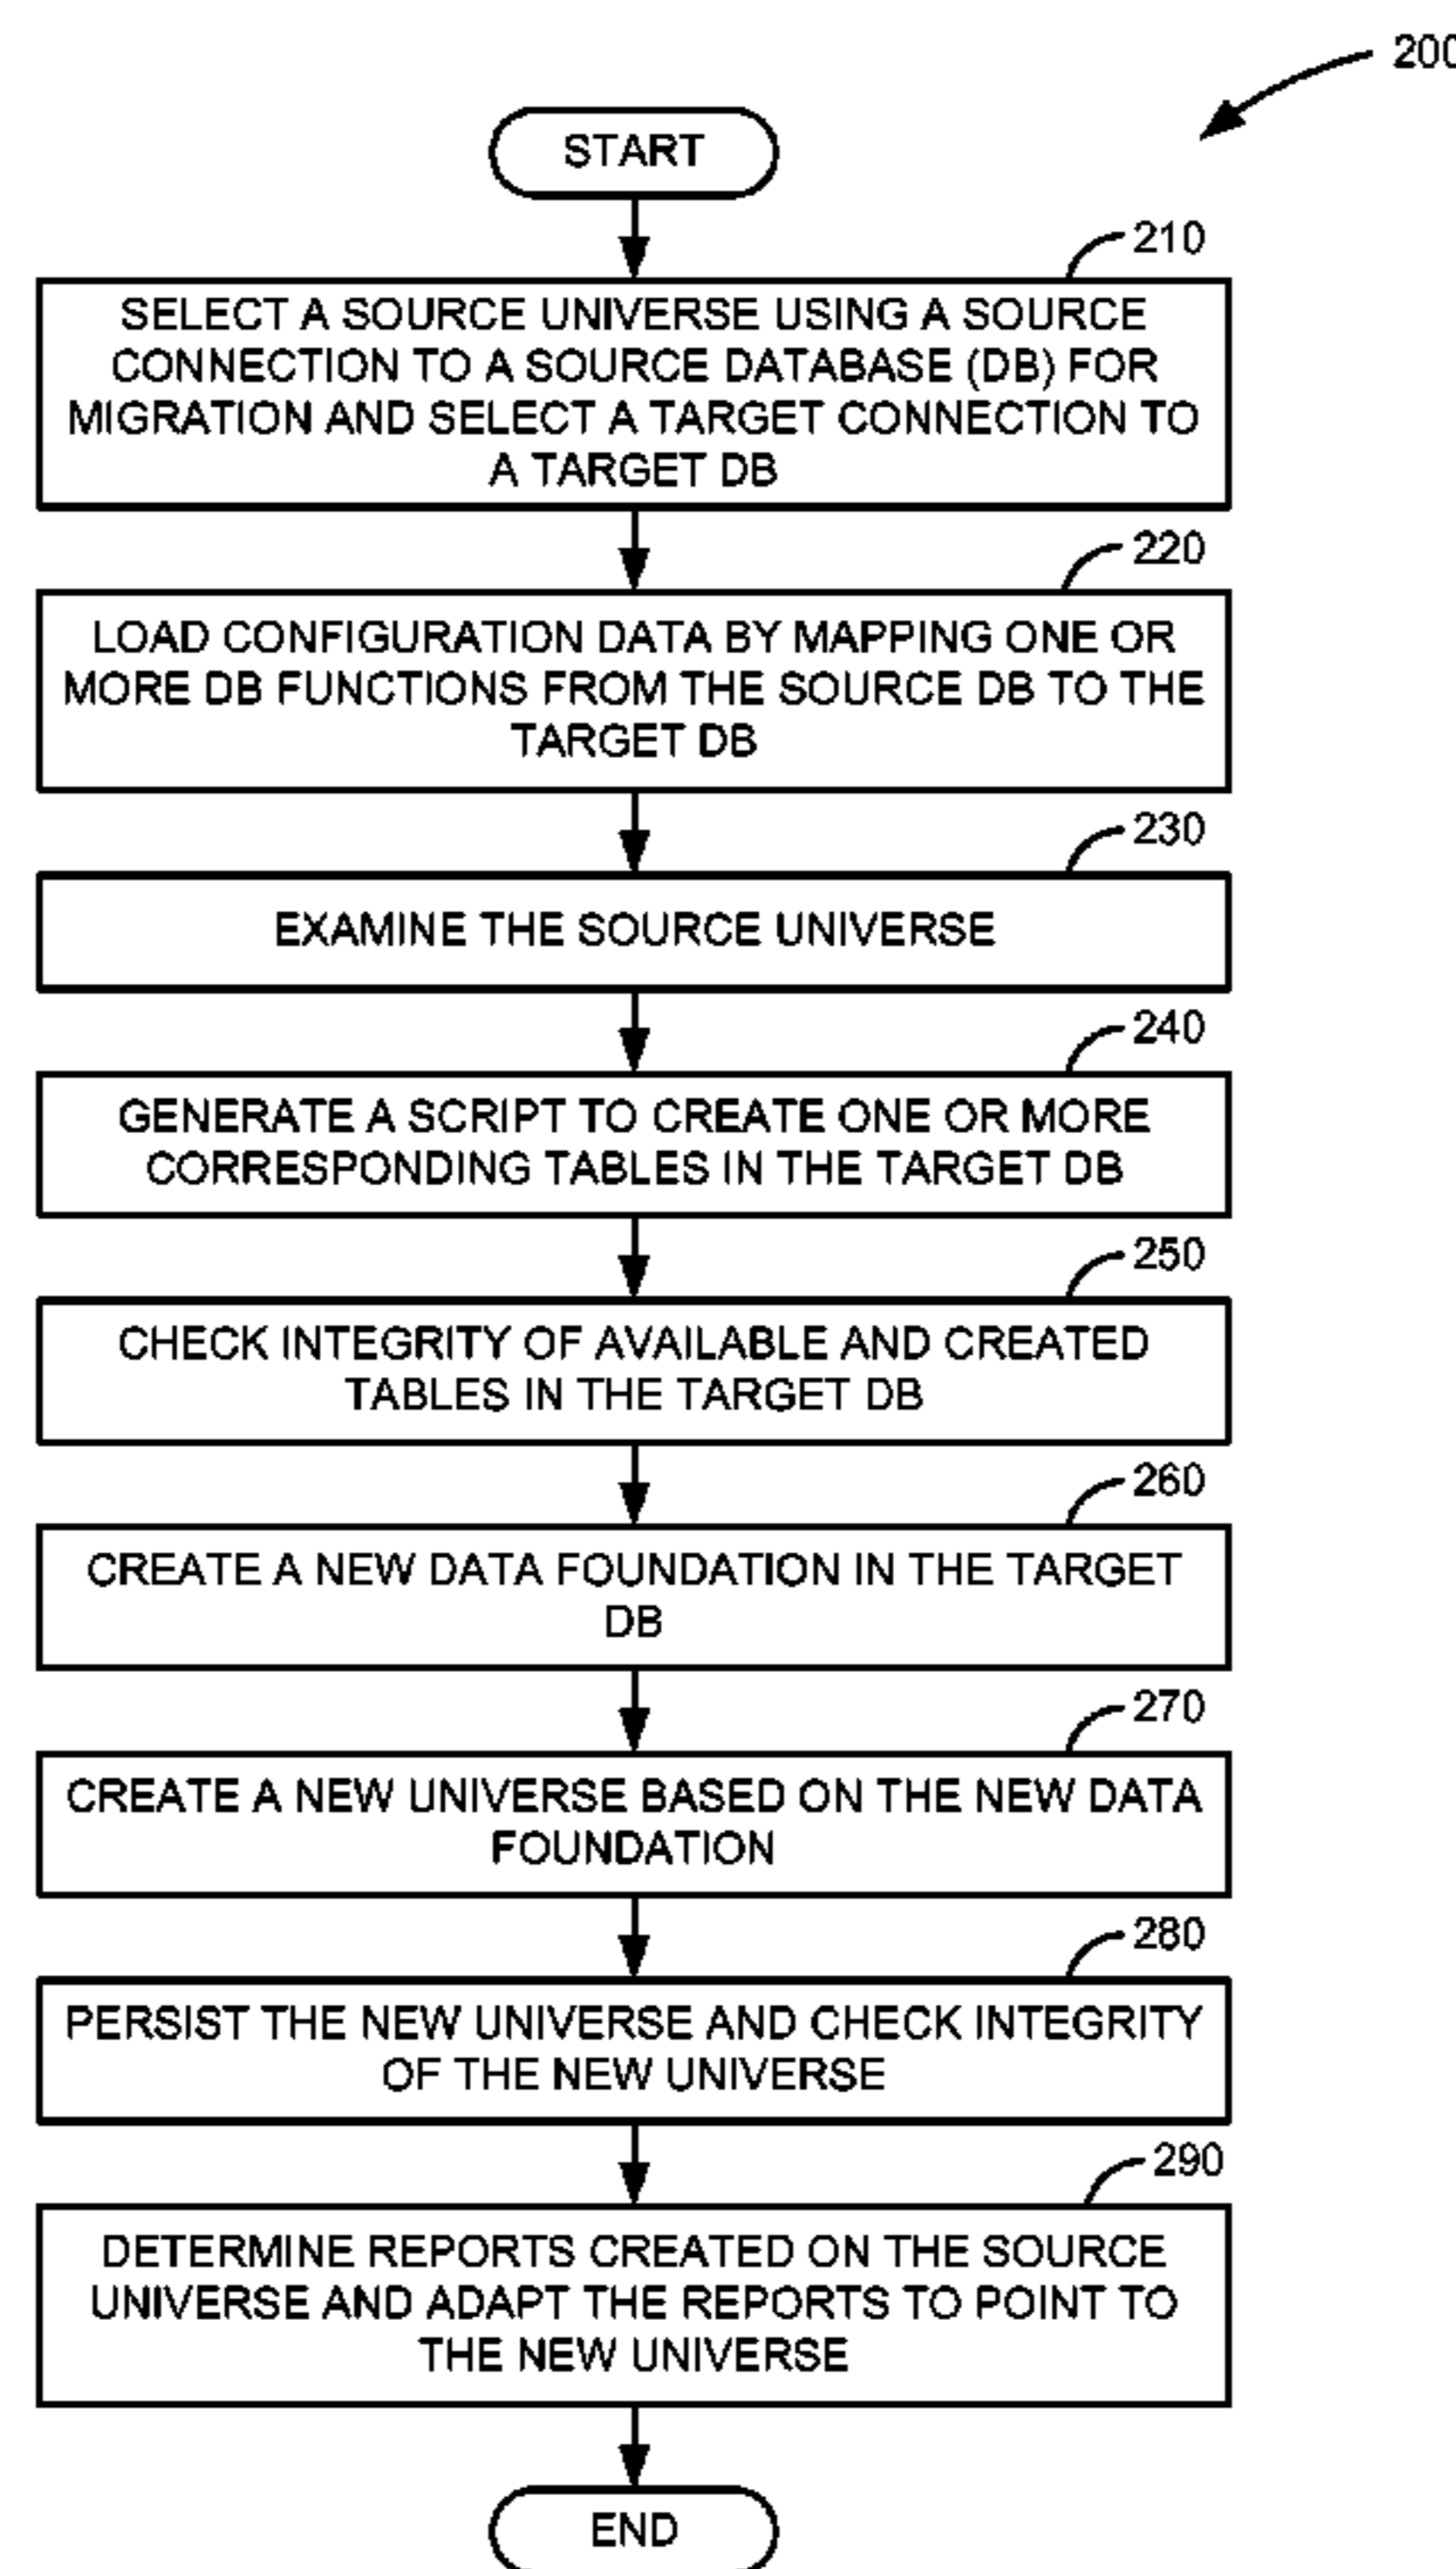 200
START
210
SELECT A SOURCE UNIVERSE USING A SOURCE
CONNECTION TO A SOURCE DATABASE (DB) FOR
MIGRATION AND SELECT A TARGET CONNECTION TO
A TARGET DB
220
LOAD CONFIGURATION DATA BY MAPPING ONE OR
MORE DB FUNCTIONS FROM THE SOURCE DB TO THE
TARGET DB
230
EXAMINE THE SOURCE UNIVERSE
240
GENERATE A SCRIPT TO CREATE ONE OR MORE
CORRESPONDING TABLES IN THE TARGET DB
250
CHECK INTEGRITY OF AVAILABLE AND CREATED
TABLES IN THE TARGET DB
260
CREATE A NEW DATA FOUNDATION IN THE TARGET
DB
270
CREATE A NEW UNIVERSE BASED ON THE NEW DATA
FOUNDATION
280
PERSIST THE NEW UNIVERSE AND CHECK INTEGRITY
OF THE NEW UNIVERSE
290
DETERMINE REPORTS CREATED ON THE SOURCE
UNIVERSE AND ADAPT THE REPORTS TO POINT TO
THE NEW UNIVERSE
END